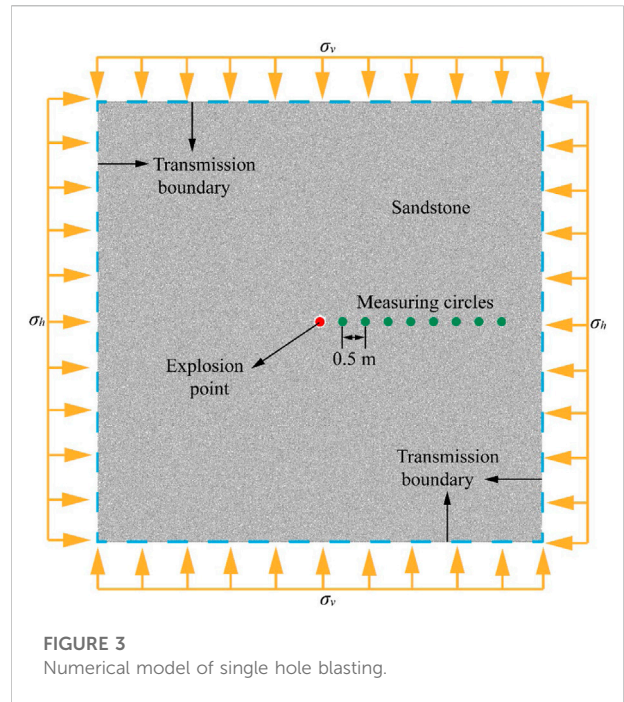 σv
Transmission
boundary
Sandstone
Measuring circles
σh
σh
0.5 m
Explosion
point
Transmission
boundary
σv
FIGURE 3
Numerical model of single hole blasting.